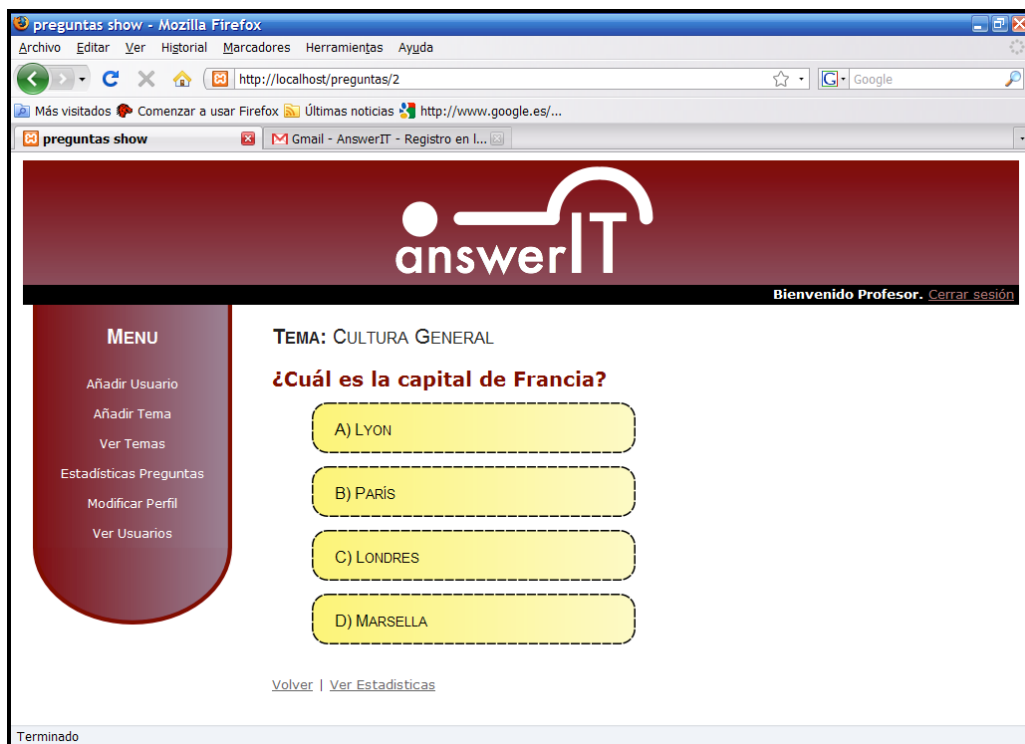 preguntas show - Mozilla Firefox
Archivo Editar Ver Historial Marcadores Herramientas Ayuda
http://localhost/preguntas/2
G Google
Más visitados Comenzar a usar Firefox Últimas noticias http://www.google.es/...
preguntas show Gmail - AnswerIT - Registro en l...
answerIT
Bienvenido Profesor. Cerrar sesión
MENU
Añadir Usuario
Añadir Tema
Ver Temas
Estadísticas Preguntas
Modificar Perfil
Ver Usuarios
TEMA: CULTURA GENERAL
¿Cuál es la capital de Francia?
A) LYON
B) PARÍS
C) LONDRES
D) MARSELLA
Volver | Ver Estadisticas
Terminado